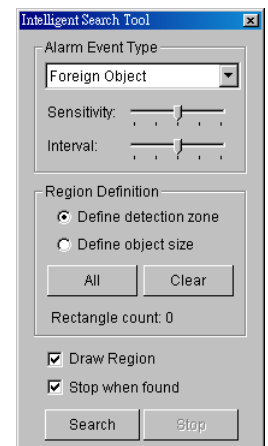 Intelligent Search Tool
Alarm Event Type
Foreign Object
Sensitivity:
Interval:
Region Definition
Define detection zone
Define object size
All Clear
Rectangle count: 0
Draw Region
Stop when found
Search Stop